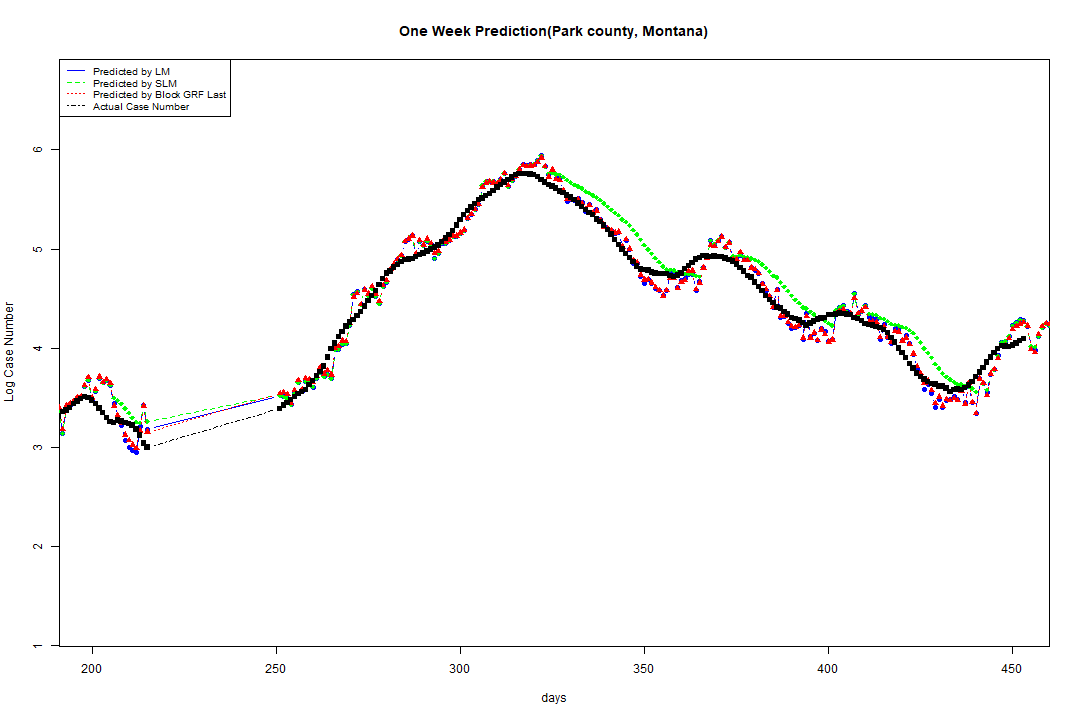 One Week Prediction(Park county, Montana)
Predicted by LM
Predicted by SLM
Predicted by Block GRF Last
Actual Case Number
6
5
4
3
2
1
Log Case Number
200 250 300 350 400 450
days